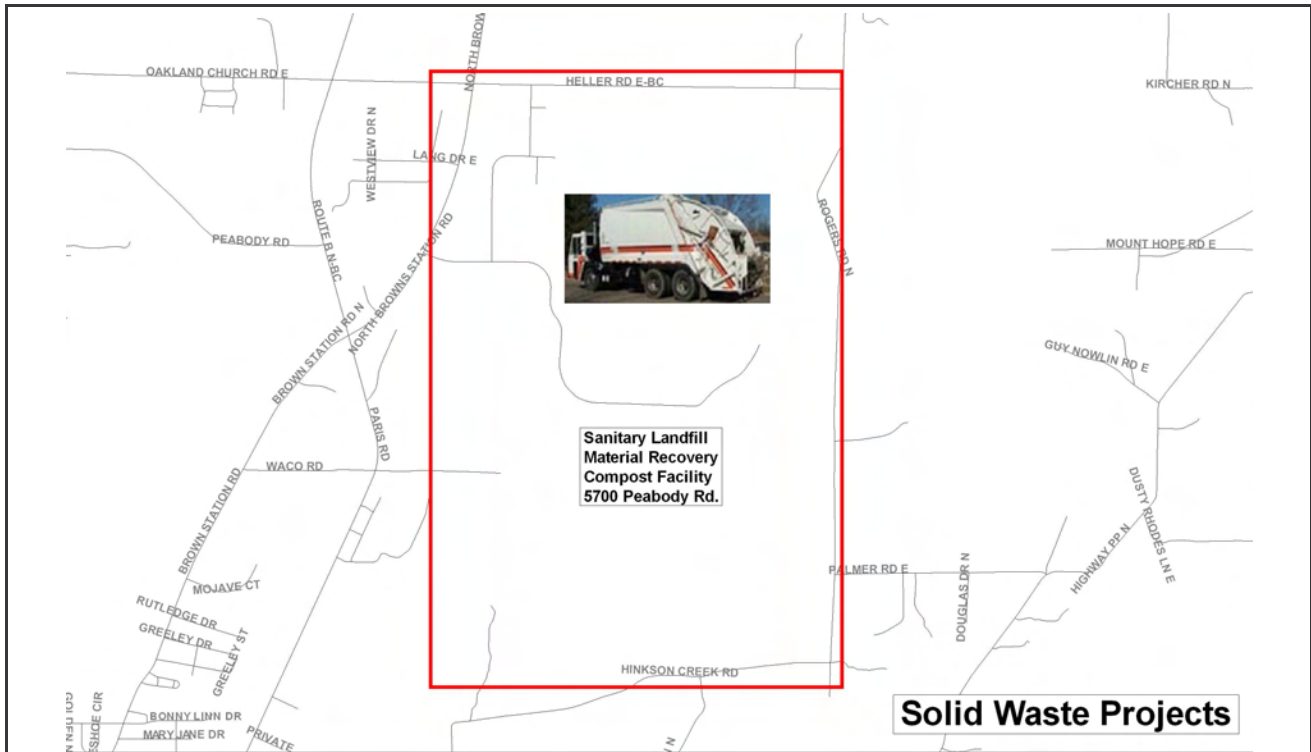 NORTH BROW
OAKLAND CHURCH RD E
HELLER RD E-BC
KIRCHER RD N
WESTVIEW DR N
LANG DR E
ROUTE B N-BC
PEABODY RD
ROGERS RD N
MOUNT HOPE RD E
NORTH BROWNS STATION RD
BROWN STATION RD N
GUY NOWLIN RD E
PARIS RD
Sanitary Landfill
Material Recovery
Compost Facility
5700 Peabody Rd.
WACO RD
BROWN STATION RD
DUSTY RHODES LN E
HIGHWAY PP N
PALMER RD E
DOUGLAS DR N
MOJAVE CT
RUTLEDGE DR
GREELEY DR
GREELEY ST
HINKSON CREEK RD
GOLDEN N
ESHOE CIR
BONNY LINN DR
MARY JANE DR
PRIVATE
N
Solid Waste Projects